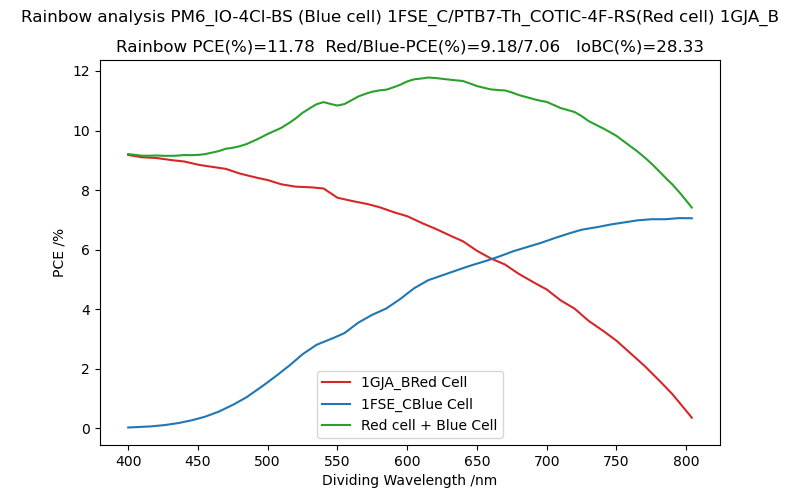 Rainbow analysis PM6_IO-4Cl-BS (Blue cell) 1FSE_C/PTB7-Th_COTIC-4F-RS(Red cell) 1GJA_B
Rainbow PCE(%)=11.78  Red/Blue-PCE(%)=9.18/7.06   IoBC(%)=28.33
12
10
8
6
4
2
0
PCE /%
1GJA_BRed Cell
1FSE_CBlue Cell
Red cell + Blue Cell
400 450 500 550 600 650 700 750 800
Dividing Wavelength /nm